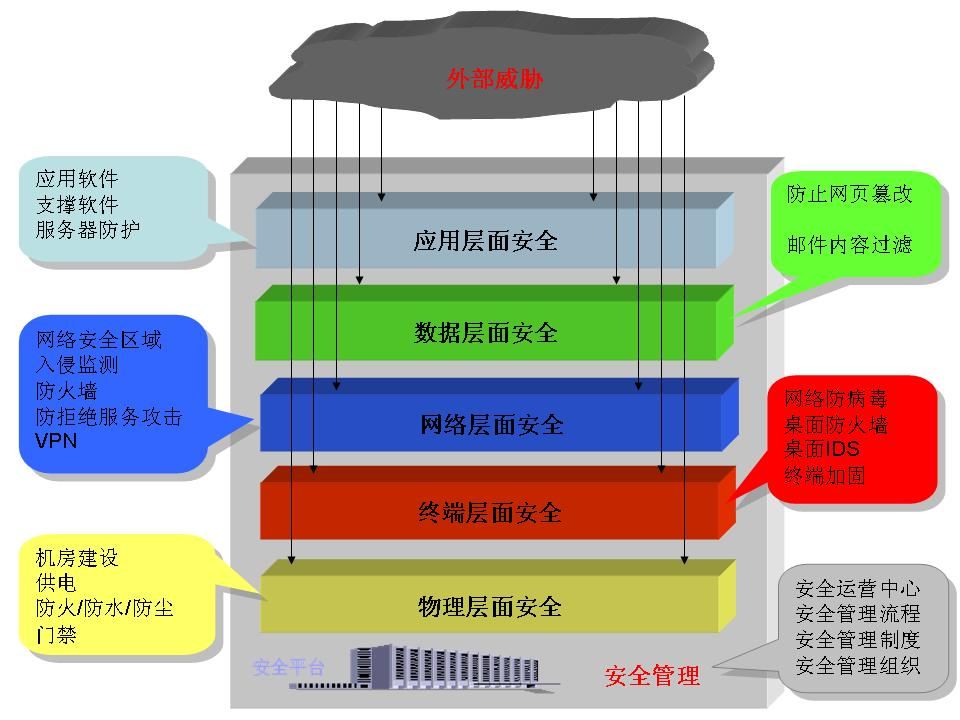 外部威胁
应用软件
支撑软件
服务器防护
防止网页篡改
邮件内容过滤
应用层面安全
数据层面安全
网络安全区域
入侵监测
防火墙
防拒绝服务攻击
VPN
网络层面安全
网络防病毒
桌面防火墙
桌面IDS
终端加固
终端层面安全
机房建设
供电
防火/防水/防尘
门禁
物理层面安全
安全运营中心
安全管理流程
安全管理制度
安全管理组织
安全平台
安全管理